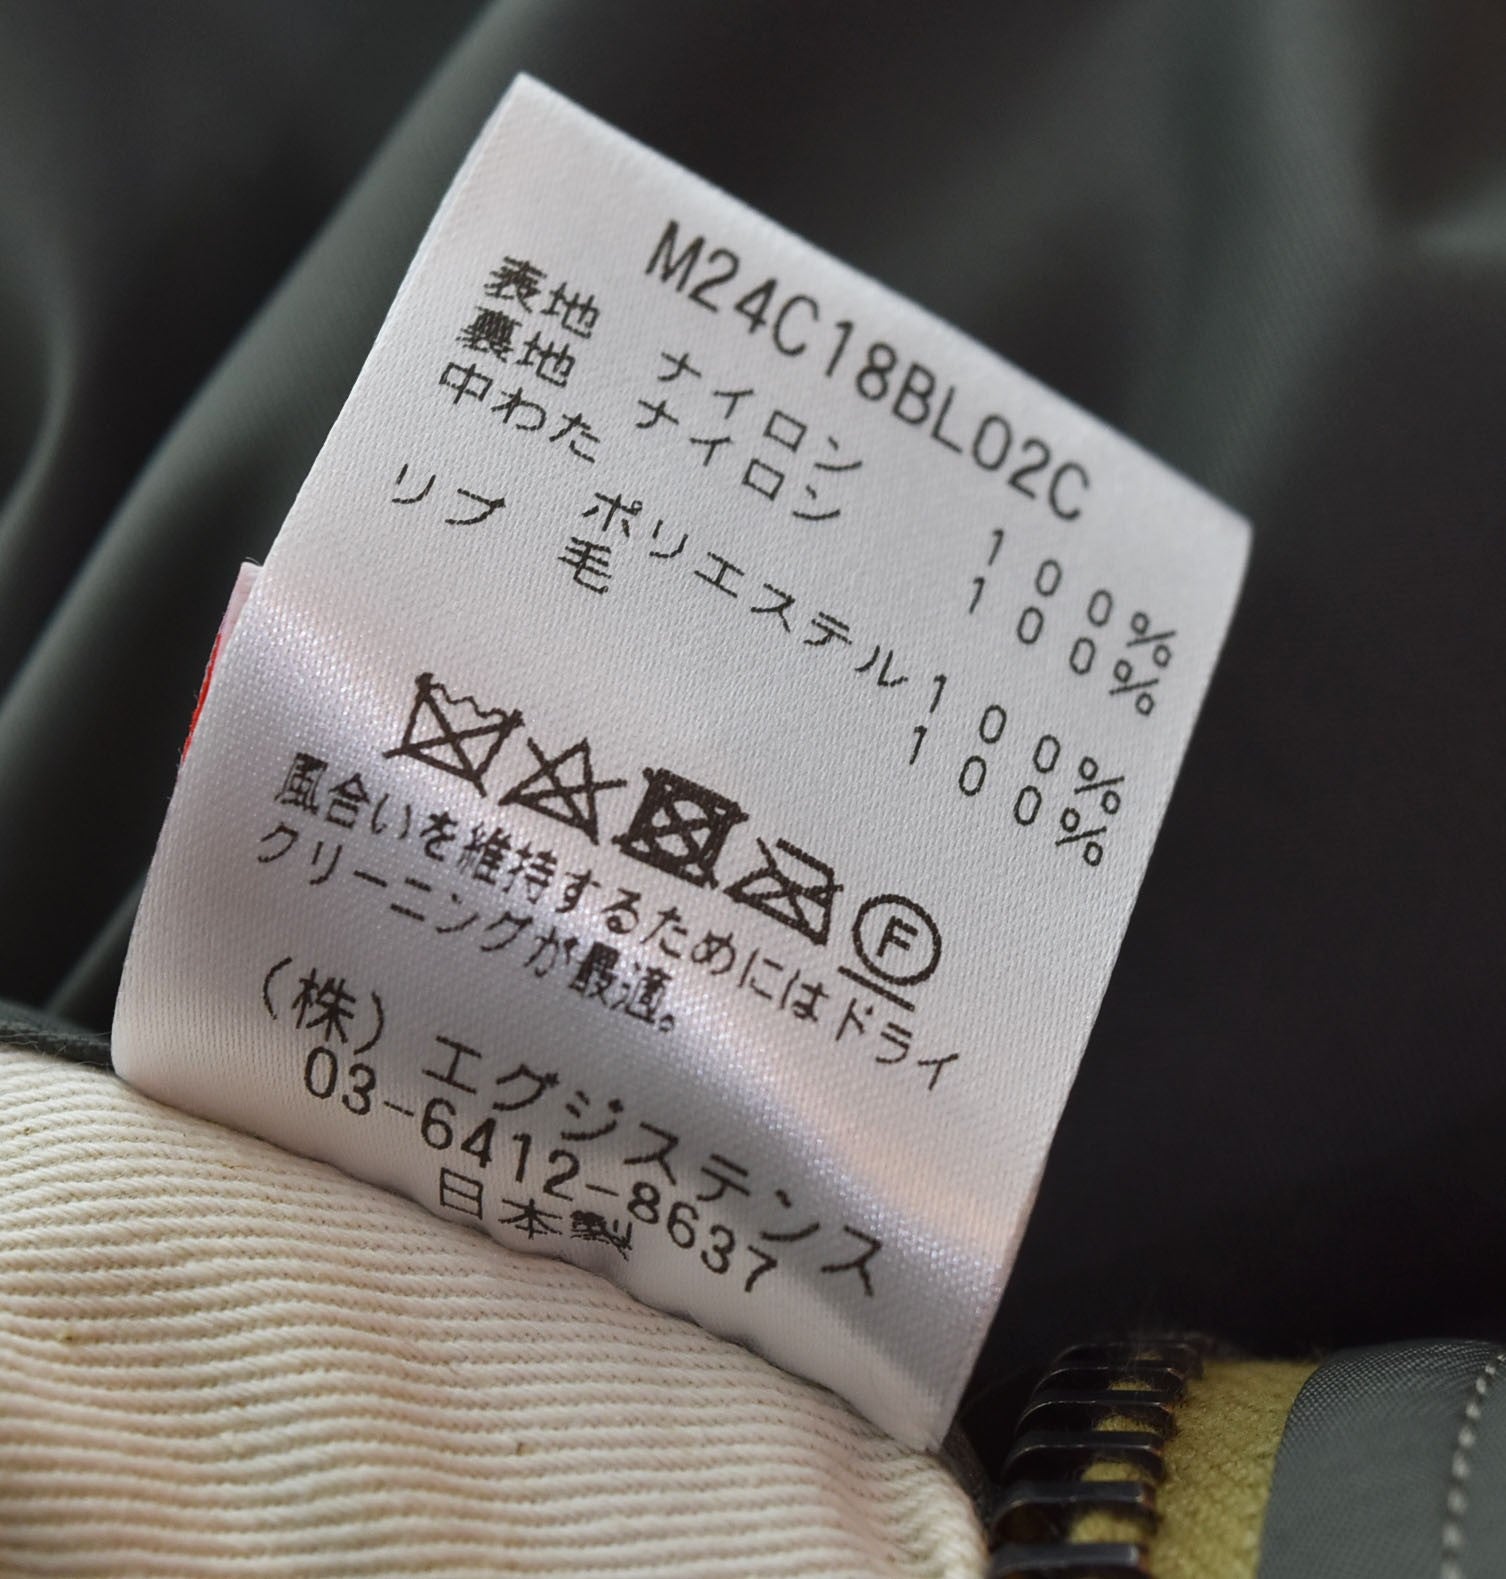 M24C18BL02C
表地 ナイロン 100%
裏地 ナイロン 100%
中わた ポリエステル100%
リブ 毛 100%
F
風合いを維持するためにはドライ
クリーニングが最適。
(株) エグジステンス
03-6412-8637
日本製